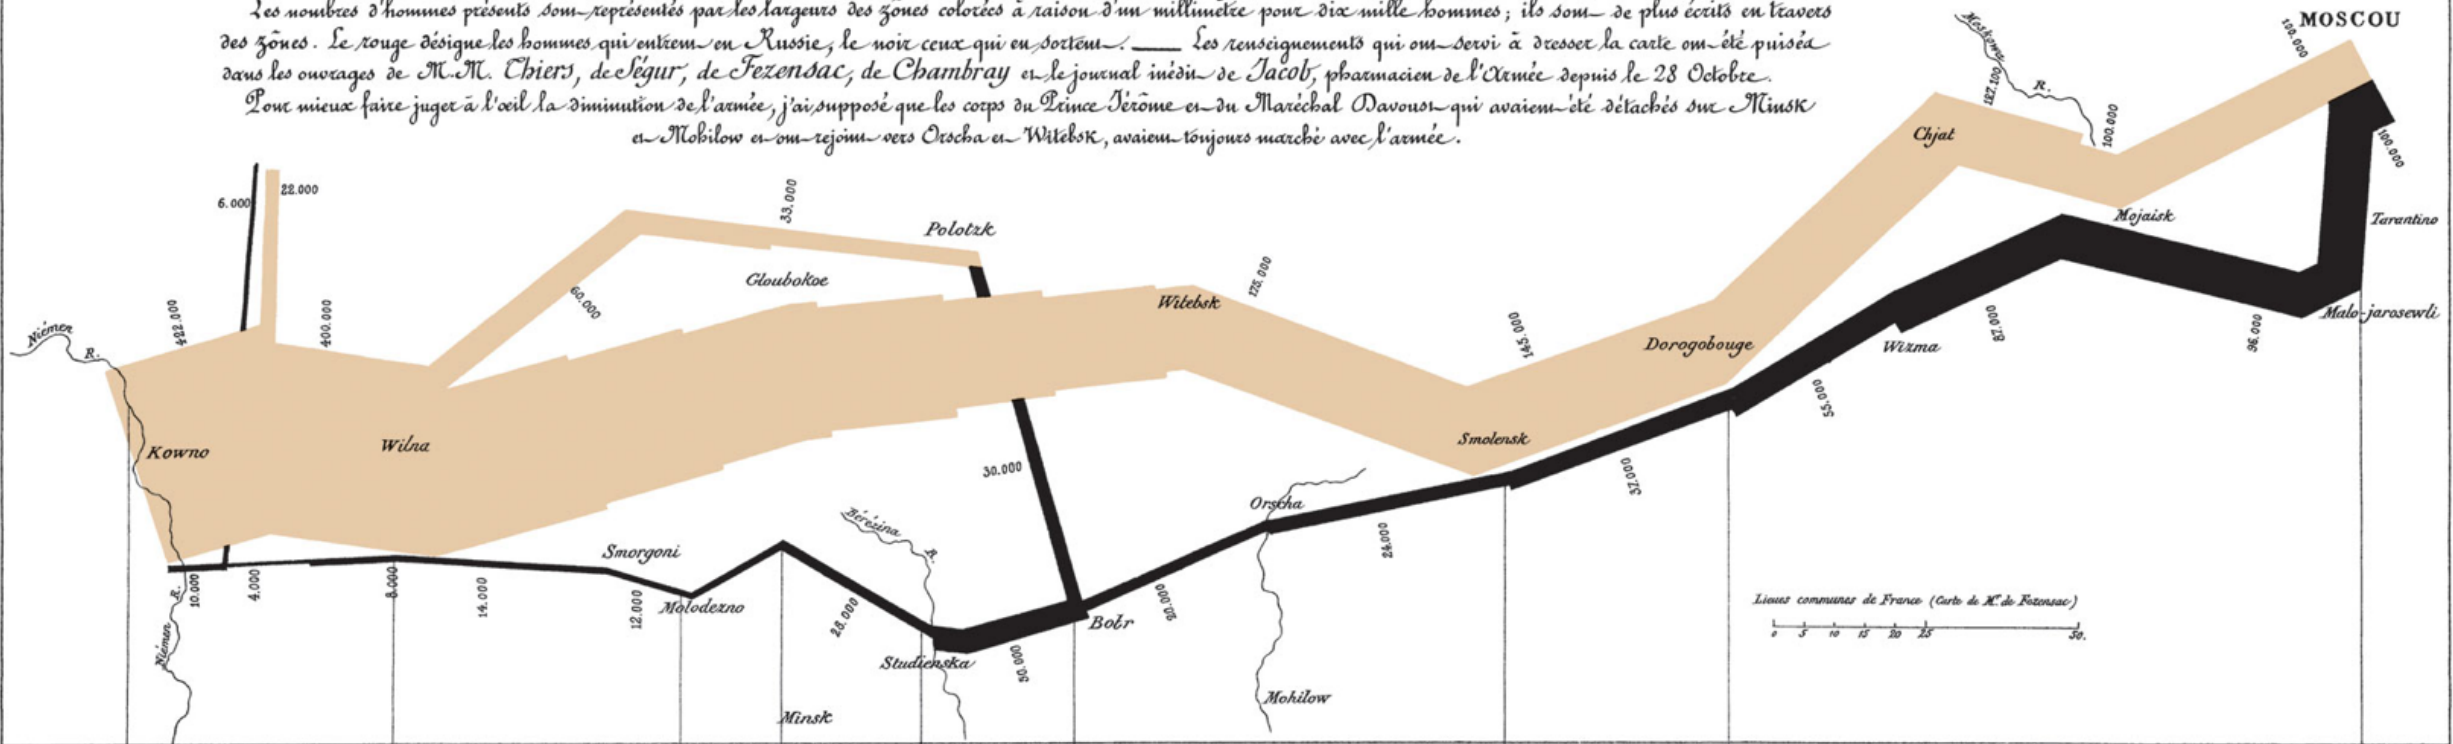 Les nombres d'hommes présents sont représentés par les largeurs des zones colorées à raison d'un millimètre pour dix mille hommes; ils sont de plus écrits en travers
des zônes. Le rouge désigne les hommes qui entrent en Russie, le noir ceux qui en sortent. — Les renseignements qui ont servi à dresser la carte ont été puisés
dans les ouvrages de M.M. Thiers, de Ségur, de Fezensac, de Chambray et le journal inédit de Jacob, pharmacien de l'Armée depuis le 28 Octobre.
Pour mieux faire juger à l'œil la diminution de l'armée, j'ai supposé que les corps du Prince Jérôme et du Maréchal Davoust qui avaient été détachés sur Minsk
et Mohilow et ont rejoint vers Orscha et Witebsk, avaient toujours marché avec l'armée.
MOSCOU
100.000
Moskowa
R.
127.100
100.000
100.000
Chjat
Mojaisk
Tarantino
Malo-jarosewli
22.000
6.000
33.000
Polotzk
60.000
Gloubokoe
175.000
Witebsk
422.000
400.000
Niémen
R.
Kowno
Wilna
145.000
Dorogobouge
Smolensk
Wizma
87.000
96.000
55.000
37.000
30.000
Orscha
24.000
Bérézina
R.
Smorgoni
10.000
4.000
8.000
14.000
12.000
Molodezno
28.000
Studienska
50.000
Bobr
20.000
R.
Niémen
Minsk
Mohilow
Lieues communes de France (Carte de Mr. de Fezensac)
0 5 10 15 20 25 50.